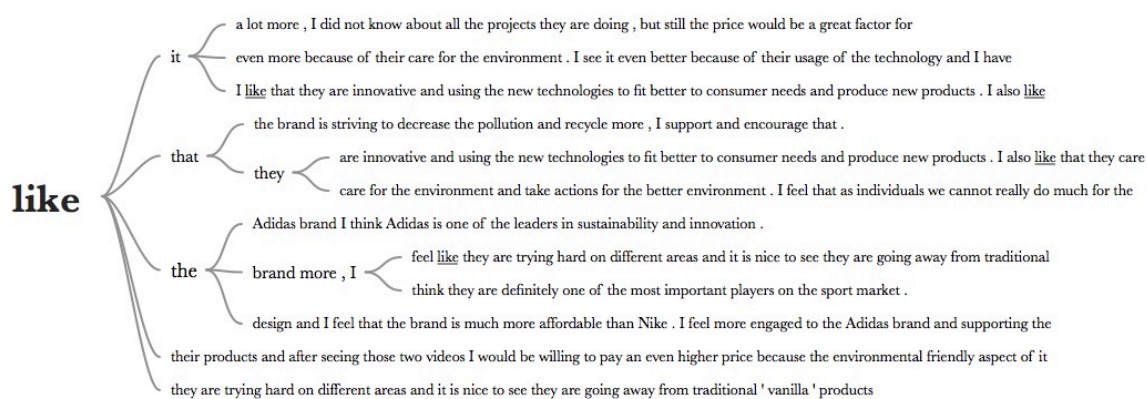 a lot more , I did not know about all the projects they are doing , but still the price would be a great factor for
it
even more because of their care for the environment . I see it even better because of their usage of the technology and I have
I like that they are innovative and using the new technologies to fit better to consumer needs and produce new products . I also like
the brand is striving to decrease the pollution and recycle more , I support and encourage that .
that
are innovative and using the new technologies to fit better to consumer needs and produce new products . I also like that they care
they
care for the environment and take actions for the better environment . I feel that as individuals we cannot really do much for the
like
Adidas brand I think Adidas is one of the leaders in sustainability and innovation .
the
feel like they are trying hard on different areas and it is nice to see they are going away from traditional
brand more , I
think they are definitely one of the most important players on the sport market .
design and I feel that the brand is much more affordable than Nike . I feel more engaged to the Adidas brand and supporting the
their products and after seeing those two videos I would be willing to pay an even higher price because the environmental friendly aspect of it
they are trying hard on different areas and it is nice to see they are going away from traditional ' vanilla ' products